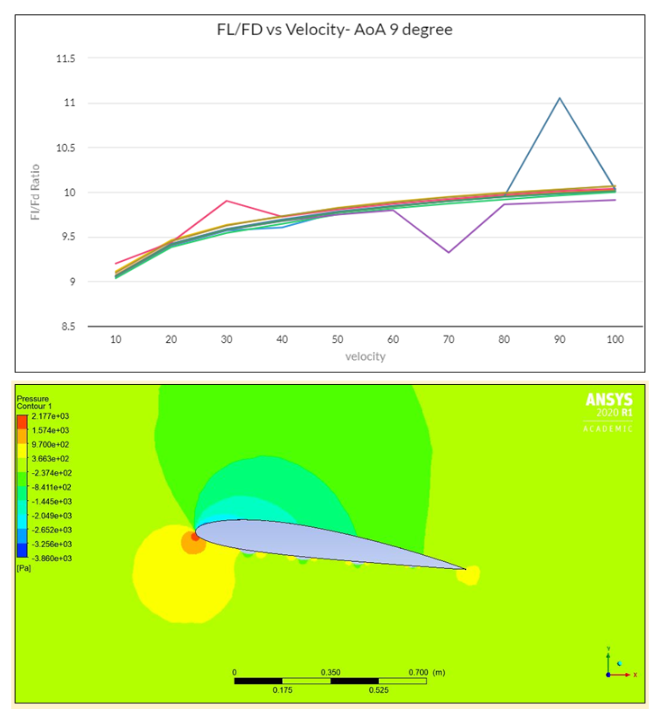 FL/FD vs Velocity- AoA 9 degree
11.5
11
10.5
10
9.5
9
8.5
Fl/Fd Ratio
10 20 30 40 50 60 70 80 90 100
velocity
Pressure
Contour 1
2.177e+03
1.574e+03
9.700e+02
3.663e+02
-2.374e+02
-8.411e+02
-1.445e+03
-2.049e+03
-2.652e+03
-3.256e+03
-3.860e+03
[Pa]
ANSYS
2020 R1
ACADEMIC
0 0.350 0.700 (m)
0.175 0.525
Y
X